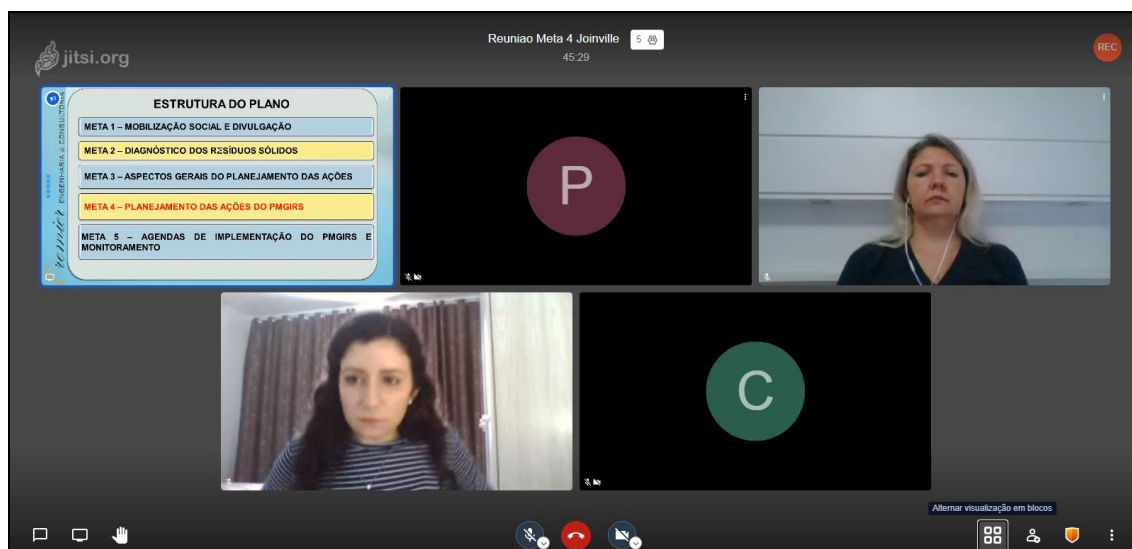 Reuniao Meta 4 Joinville 5
45:29
jitsi.org
REC
ESTRUTURA DO PLANO
META 1 – MOBILIZAÇÃO SOCIAL E DIVULGAÇÃO
META 2 – DIAGNÓSTICO DOS RESÍDUOS SÓLIDOS
META 3 – ASPECTOS GERAIS DO PLANEJAMENTO DAS AÇÕES
META 4 – PLANEJAMENTO DAS AÇÕES DO PMGIRS
META 5 – AGENDAS DE IMPLEMENTAÇÃO DO PMGIRS E
MONITORAMENTO
ENGENHARIA & CONSULTORIA
P
C
Alternar visualização em blocos